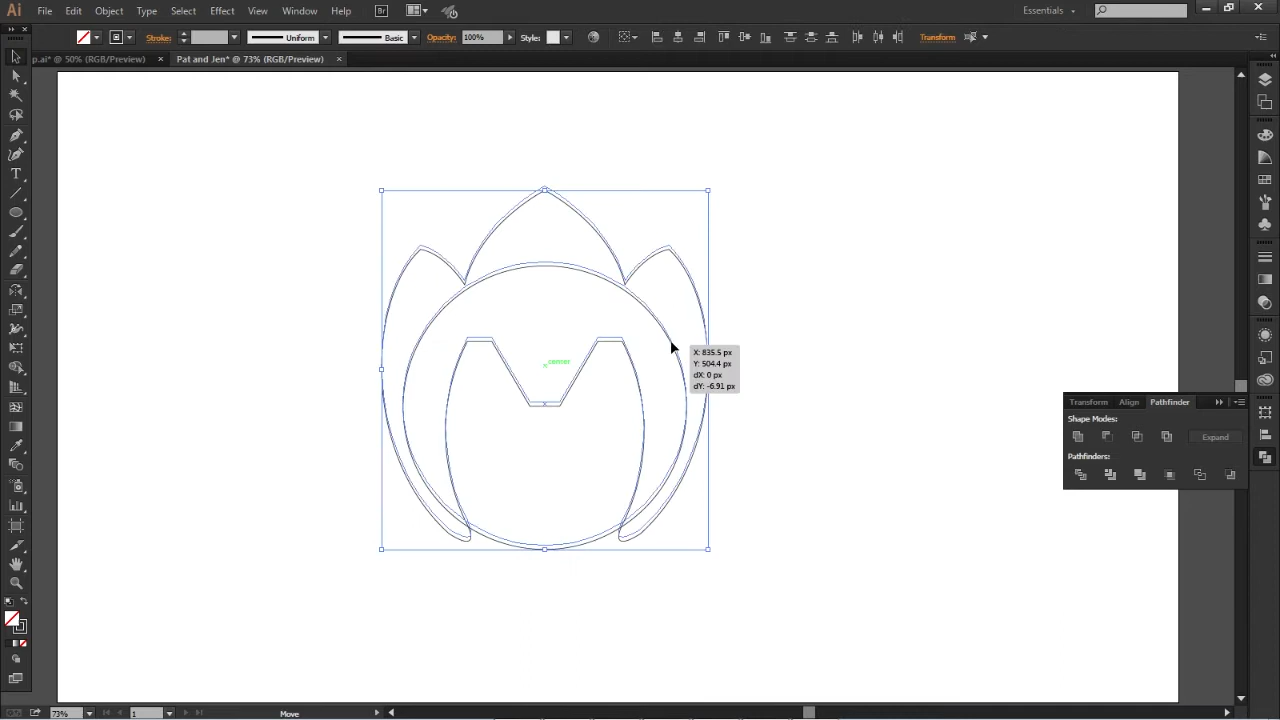 Ai File Edit Object Type Select Effect View Window Help Br Essentials
Stroke: Uniform Basic Opacity: 100% Style: Transform
p.ai* @ 50% (RGB/Preview) × Pat and Jen* @ 73% (RGB/Preview) ×
center
X: 835.5 px
Y: 504.4 px
dX: 0 px
dY: -6.91 px
Transform Align Pathfinder
Shape Modes:
Expand
Pathfinders:
73% 1 Move